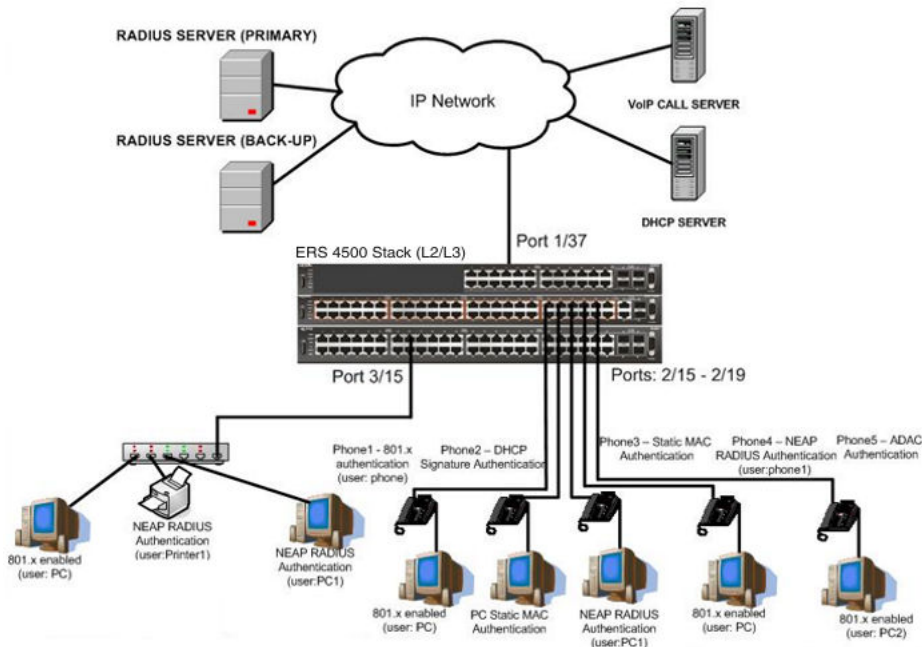 RADIUS SERVER (PRIMARY)
IP Network
VoIP CALL SERVER
RADIUS SERVER (BACK-UP)
DHCP SERVER
Port 1/37
ERS 4500 Stack (L2/L3)
Port 3/15
Ports: 2/15 - 2/19
Phone1 - 801.x
authentication
(user: phone)
Phone2 – DHCP
Signature Authentication
Phone3 – Static MAC
Authentication
Phone4 – NEAP
RADIUS Authentication
(user:phone1)
Phone5 – ADAC
Authentication
801.x enabled
(user: PC)
NEAP RADIUS
Authentication
(user:Printer1)
NEAP RADIUS
Authentication
(user:PC1)
801.x enabled
(user: PC)
PC Static MAC
Authentication
NEAP RADIUS
Authentication
(user:PC1)
801.x enabled
(user: PC)
801.x enabled
(user: PC2)